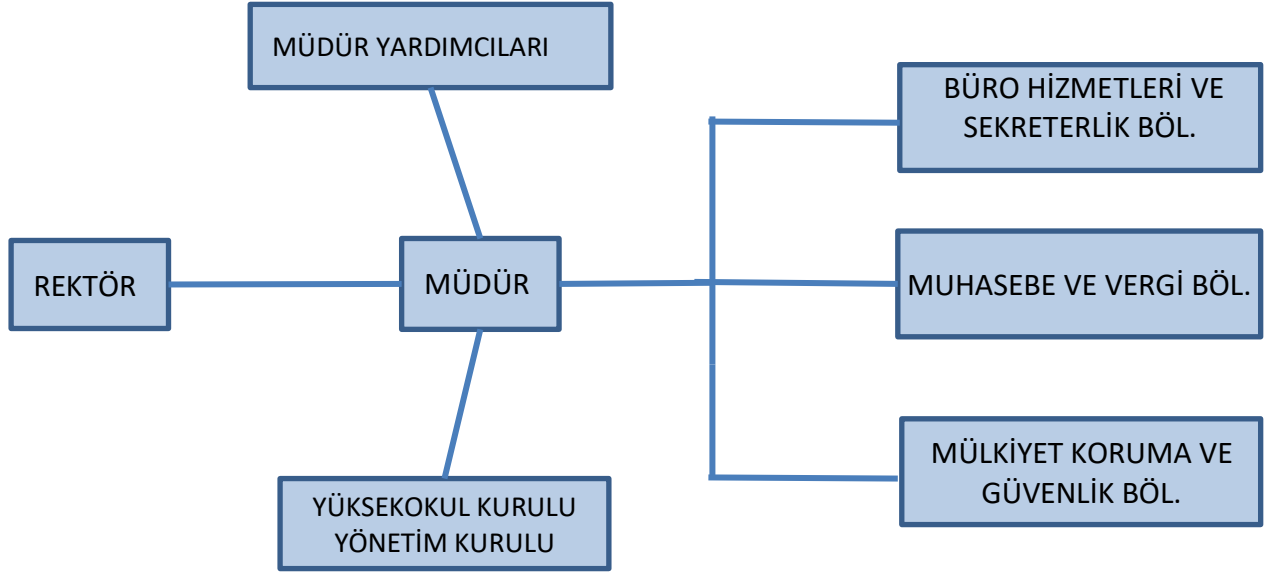 MÜDÜR YARDIMCILARI
BÜRO HİZMETLERİ VE
SEKRETERLİK BÖL.
REKTÖR
MÜDÜR
MUHASEBE VE VERGİ BÖL.
YÜKSEKOKUL KURULU
YÖNETİM KURULU
MÜLKİYET KORUMA VE
GÜVENLİK BÖL.